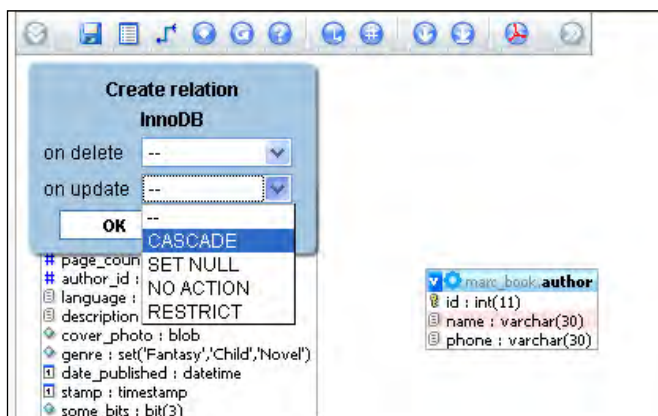 Create relation
InnoDB
on delete --
on update --
OK
--
CASCADE
SET NULL
NO ACTION
RESTRICT
# page_coun
# author_id :
language :
description
cover_photo : blob
genre : set('Fantasy','Child','Novel')
date_published : datetime
stamp : timestamp
some_bits : bit(3)
v marc_book.author
id : int(11)
name : varchar(30)
phone : varchar(30)